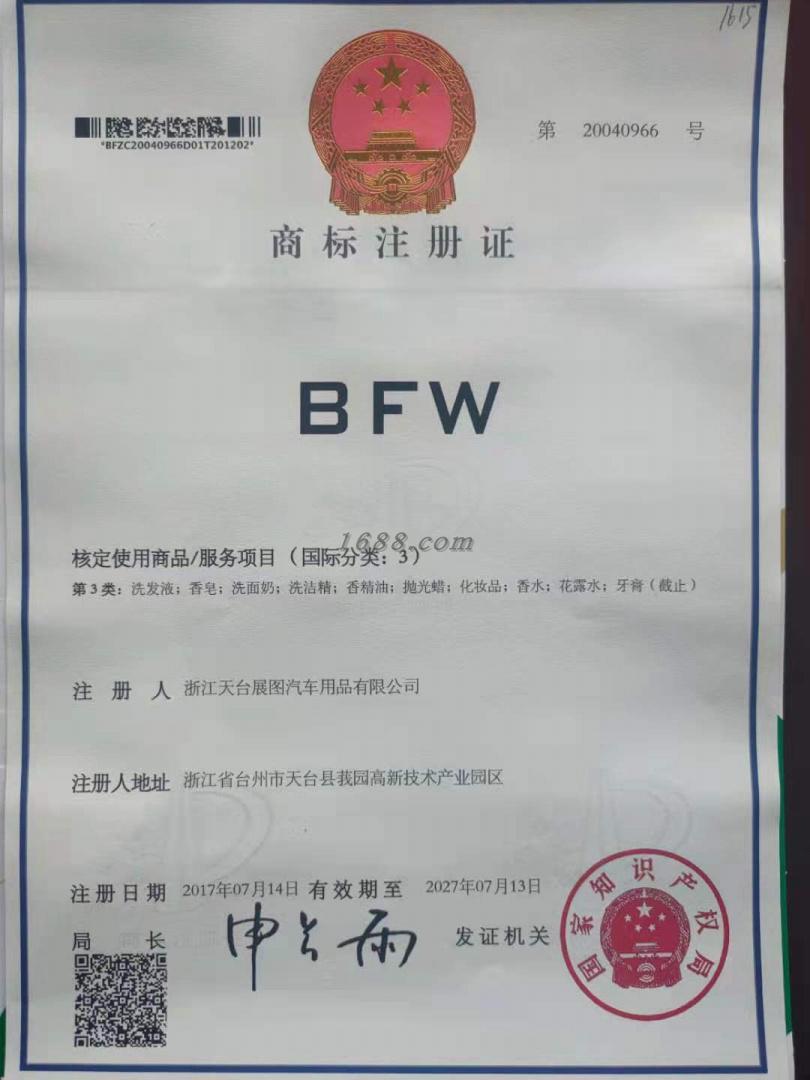 1615
*BFZC20040966D01T201202*
第 20040966 号
商标注册证
BFW
1688.com
核定使用商品/服务项目（国际分类：3）
第3类：洗发液；香皂；洗面奶；洗洁精；香精油；抛光蜡；化妆品；香水；花露水；牙膏（截止）
注册人 浙江天台展图汽车用品有限公司
注册人地址 浙江省台州市天台县莪园高新技术产业园区
注册日期 2017年07月14日 有效期至 2027年07月13日
局长 申长雨 发证机关
国家知识产权局